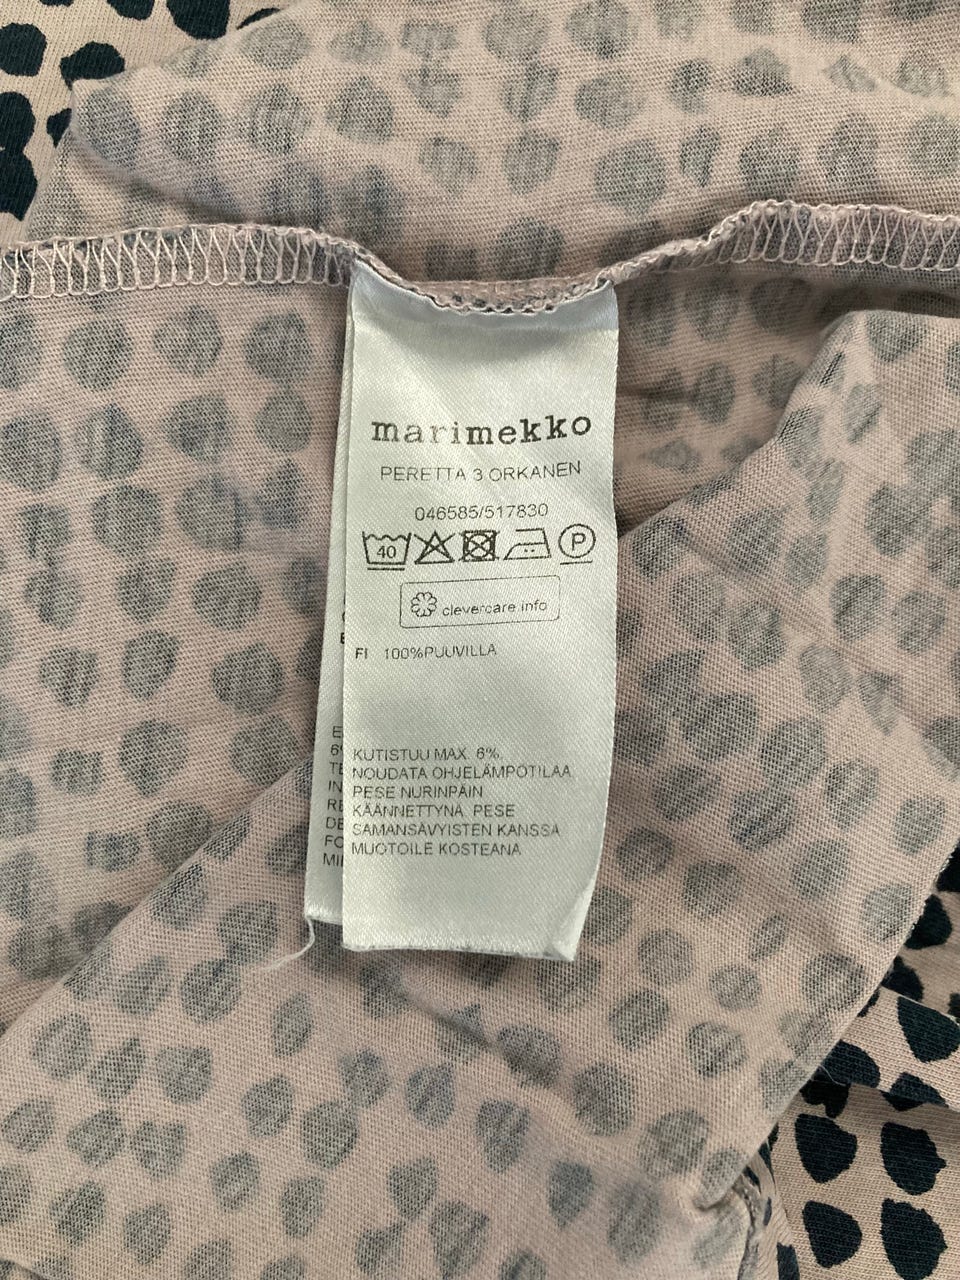 marimekko
PERETTA 3 ORKANEN
046585/517830
40 P
clevercare.info
FI 100%PUUVILLA
KUTISTUU MAX. 6%.
NOUDATA OHJELÄMPÖTILAA.
PESE NURINPÄIN
KÄÄNNETTYNÄ. PESE
SAMANSÄVYISTEN KANSSA
MUOTOILE KOSTEANA